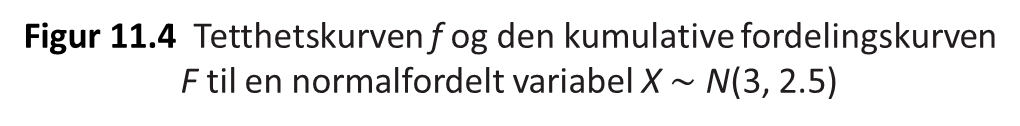 Figur 11.4 Tetthetskurven f og den kumulative fordelingskurven
F til en normalfordelt variabel X ~ N(3, 2.5)